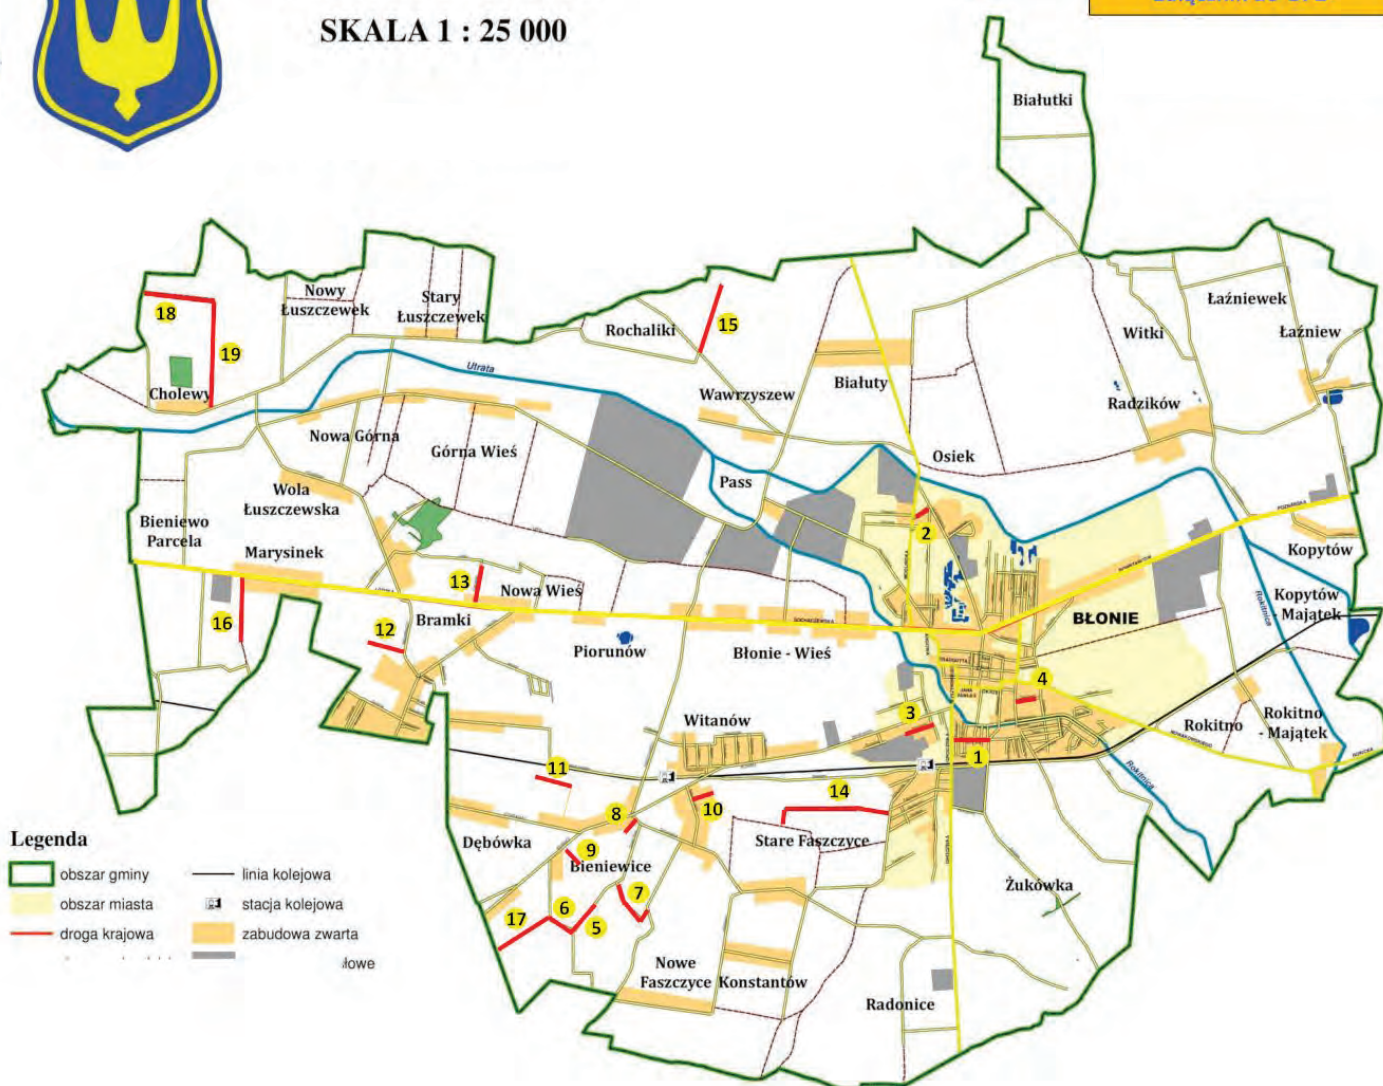 SKALA 1 : 25 000
Białutki
Nowy
Łuszczewek
Stary
Łuszczewek
18
19
Cholewy
Rochaliki
15
Utrata
Wawrzyszew
Białuty
Witki
Łaźniewek
Łaźniew
Radzików
Nowa Górna
Górna Wieś
Osiek
Pass
Wola
Łuszczewska
Bieniewo
Parcela
Marysinek
2
Kopytów
13
Nowa Wieś
16
12
Bramki
Piorunów
Błonie - Wieś
SOCHACZEWSKA
BŁONIE
Rokitnica
Kopytów
- Majątek
4
3
Witanów
1
Rokitno
Rokitno
- Majątek
Rokitnica
11
14
8
10
Dębówka
9
Bieniewice
Stare Faszczyce
Żukówka
7
6
17
5
Nowe
Faszczyce
Konstantów
Radonice
Legenda
obszar gminy
linia kolejowa
obszar miasta
stacja kolejowa
droga krajowa
zabudowa zwarta